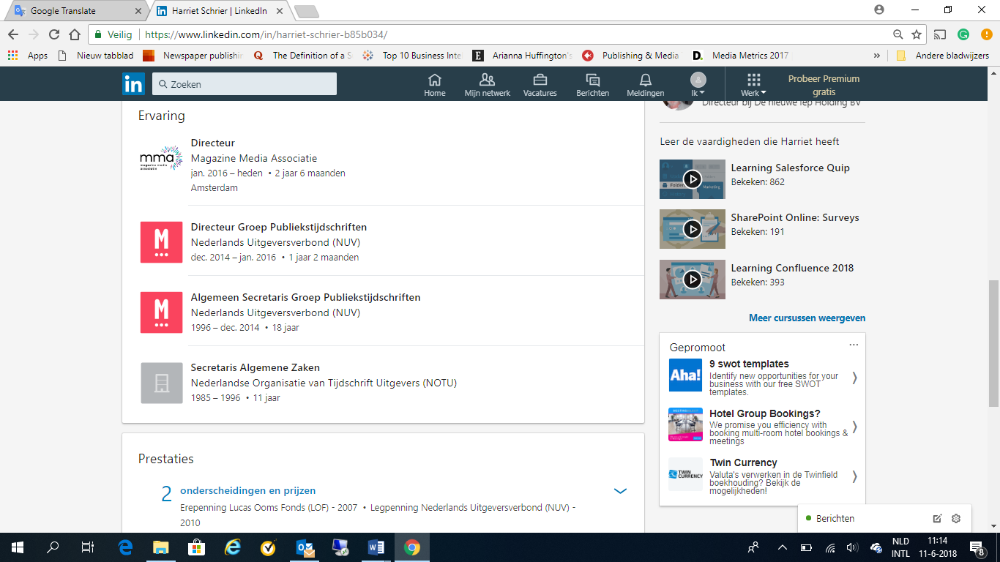 Google Translate
Harriet Schrier | LinkedIn
Veilig
https://www.linkedin.com/in/harriet-schrier-b85b034/
Apps
Nieuw tabblad
Newspaper publishi
The Definition of a S
Top 10 Business Inte
Arianna Huffington's
Publishing & Media
Media Metrics 2017
»
Andere bladwijzers
in
Zoeken
Home
Mijn netwerk
Vacatures
Berichten
Meldingen
Ik
Werk
Probeer Premium
gratis
Ervaring
mma
magazine media
associatie
Directeur
Magazine Media Associatie
jan. 2016 – heden • 2 jaar 6 maanden
Amsterdam
M
Directeur Groep Publiekstijdschriften
Nederlands Uitgeversverbond (NUV)
dec. 2014 – jan. 2016 • 1 jaar 2 maanden
M
Algemeen Secretaris Groep Publiekstijdschriften
Nederlands Uitgeversverbond (NUV)
1996 – dec. 2014 • 18 jaar
Secretaris Algemene Zaken
Nederlandse Organisatie van Tijdschrift Uitgevers (NOTU)
1985 – 1996 • 11 jaar
Prestaties
2
onderscheidingen en prijzen
Erepenning Lucas Ooms Fonds (LOF) - 2007 • Legpenning Nederlands Uitgeversverbond (NUV) -
2010
Directeur bij De nieuwe Iep Holding BV
Leer de vaardigheden die Harriet heeft
Learning Salesforce Quip
Bekeken: 862
SharePoint Online: Surveys
Bekeken: 191
Learning Confluence 2018
Bekeken: 393
Meer cursussen weergeven
Gepromoot
...
Aha!
9 swot templates
Identify new opportunities for your
business with our free SWOT
templates.
Hotel Group Bookings?
We promise you efficiency with
booking multi-room hotel bookings &
meetings
TWIN
CURRENCY
Twin Currency
Valuta's verwerken in de Twinfield
boekhouding? Bekijk de
mogelijkheden!
Berichten
NLD
INTL
11:14
11-6-2018
8